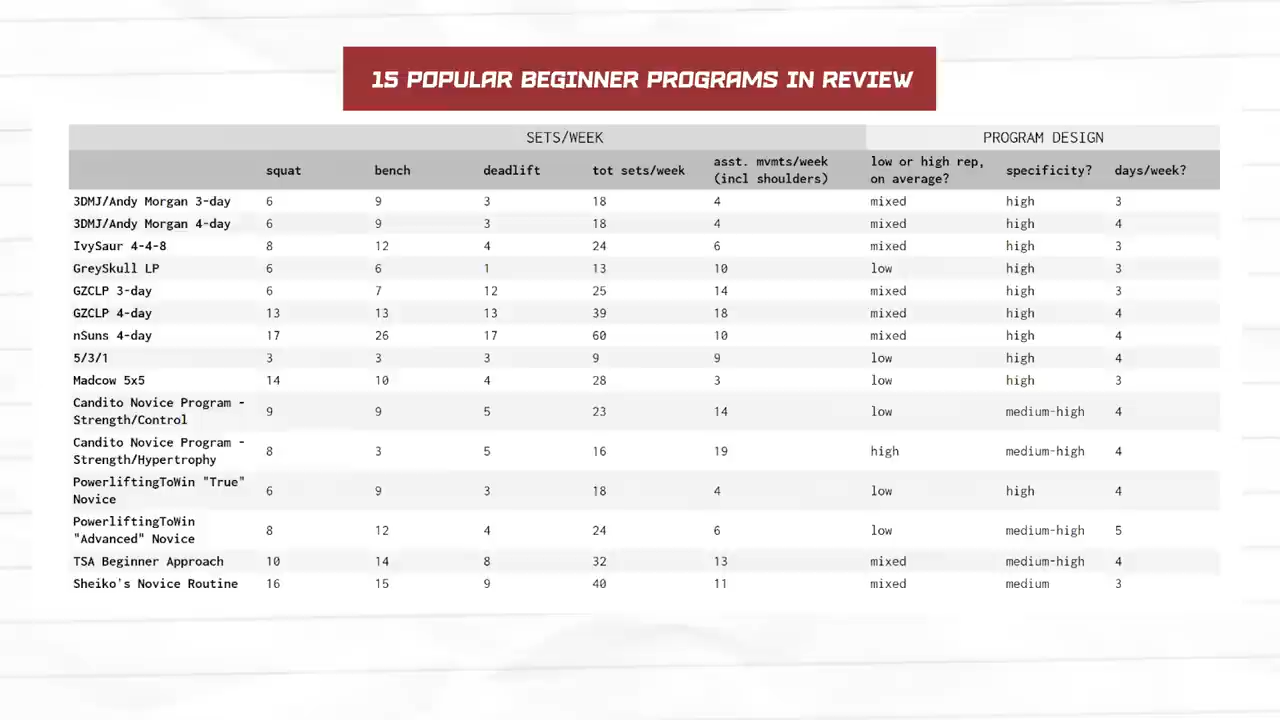 15 POPULAR BEGINNER PROGRAMS IN REVIEW
SETS/WEEK PROGRAM DESIGN
squat bench deadlift tot sets/week asst. mvmts/week (incl shoulders) low or high rep, on average? specificity? days/week?
3DMJ/Andy Morgan 3-day 6 9 3 18 4 mixed high 3
3DMJ/Andy Morgan 4-day 6 9 3 18 4 mixed high 4
IvySaur 4-4-8 8 12 4 24 6 mixed high 3
GreySkull LP 6 6 1 13 10 low high 3
GZCLP 3-day 6 7 12 25 14 mixed high 3
GZCLP 4-day 13 13 13 39 18 mixed high 4
nSuns 4-day 17 26 17 60 10 mixed high 4
5/3/1 3 3 3 9 9 low high 4
Madcow 5x5 14 10 4 28 3 low high 3
Candito Novice Program - Strength/Control 9 9 5 23 14 low medium-high 4
Candito Novice Program - Strength/Hypertrophy 8 3 5 16 19 high medium-high 4
PowerliftingToWin "True" Novice 6 9 3 18 4 low high 4
PowerliftingToWin "Advanced" Novice 8 12 4 24 6 low medium-high 5
TSA Beginner Approach 10 14 8 32 13 mixed medium-high 4
Sheiko's Novice Routine 16 15 9 40 11 mixed medium 3